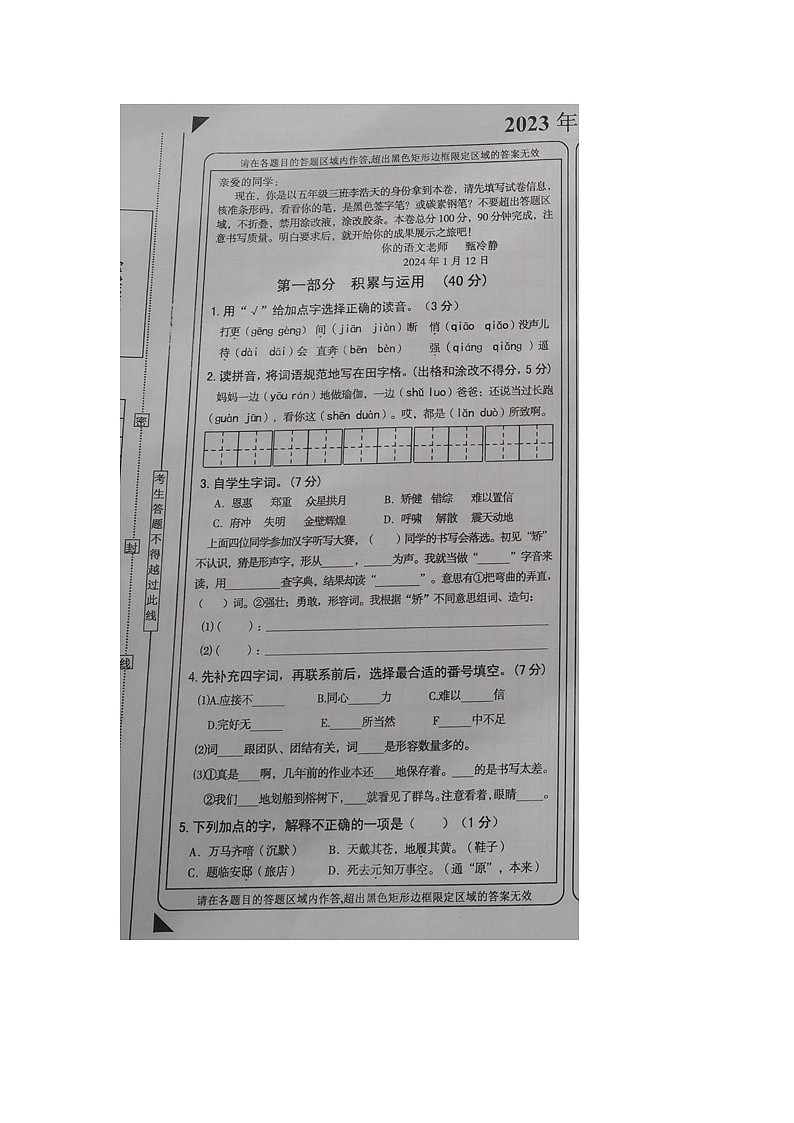 2023 年
请在各题目的答题区域内作答,超出黑色矩形边框限定区域的答案无效
亲爱的同学：
现在，你是以五年级三班李浩天的身份拿到本卷，请先填写试卷信息，
核准条形码，看看你的笔，是黑色签字笔？或碳素钢笔？不要超出答题区
域，不折叠，禁用涂改液，涂改胶条。本卷总分 100 分，90 分钟完成，注
意书写质量。明白要求后，就开始你的成果展示之旅吧！
你的语文老师 甄冷静
2024 年 1 月 12 日
第一部分 积累与运用 （40 分）
1.用“√”给加点字选择正确的读音。（3 分）
打更（gēng gèng） 间（jiān jiàn）断 悄（qiāo qiǎo）没声儿
待（dài dāi）会 直奔（bēn bèn） 强（qiáng qiǎng ）逼
2.读拼音，将词语规范地写在田字格。（出格和涂改不得分，5 分）
妈妈一边（yōu rán）地做瑜伽，一边（shǔ luo）爸爸：还说当过长跑
（guàn jūn），看你这（shēn duàn）。哎，都是（lǎn duò）所致啊。
3.自学生字词。（7 分）
A．恩惠 郑重 众星拱月 B．矫健 错综 难以置信
C．府冲 失明 金壁辉煌 D．呼啸 解散 震天动地
上面四位同学参加汉字听写大赛，（ ）同学的书写会落选。初见“矫”
不认识，猜是形声字，形从_____，_____为声。我就当做“_____”字音来
读，用_________查字典，结果却读“_______”。意思有①把弯曲的弄直，
（ ）词。②强壮；勇敢，形容词。我根据“矫”不同意思组词、造句：
(1)( )：
(2)( )：
4.先补充四字词，再联系前后，选择最合适的番号填空。（7 分）
⑴A.应接不_____ B.同心_____力 C.难以_____信
D.完好无_____ E._____所当然 F_____中不足
⑵词____跟团队、团结有关，词____是形容数量多的。
⑶①真是___啊，几年前的作业本还___地保存着。___的是书写太差。
②我们___地划船到榕树下，___就看见了群鸟。注意看着，眼睛____。
5.下列加点的字，解释不正确的一项是（ ）（1 分）
A．万马齐喑（沉默） B．天戴其苍，地履其黄。（鞋子）
C．题临安邸（旅店） D．死去元知万事空。（通“原”，本来）
请在各题目的答题区域内作答,超出黑色矩形边框限定区域的答案无效
密
封
线
考生答题不得越过此线